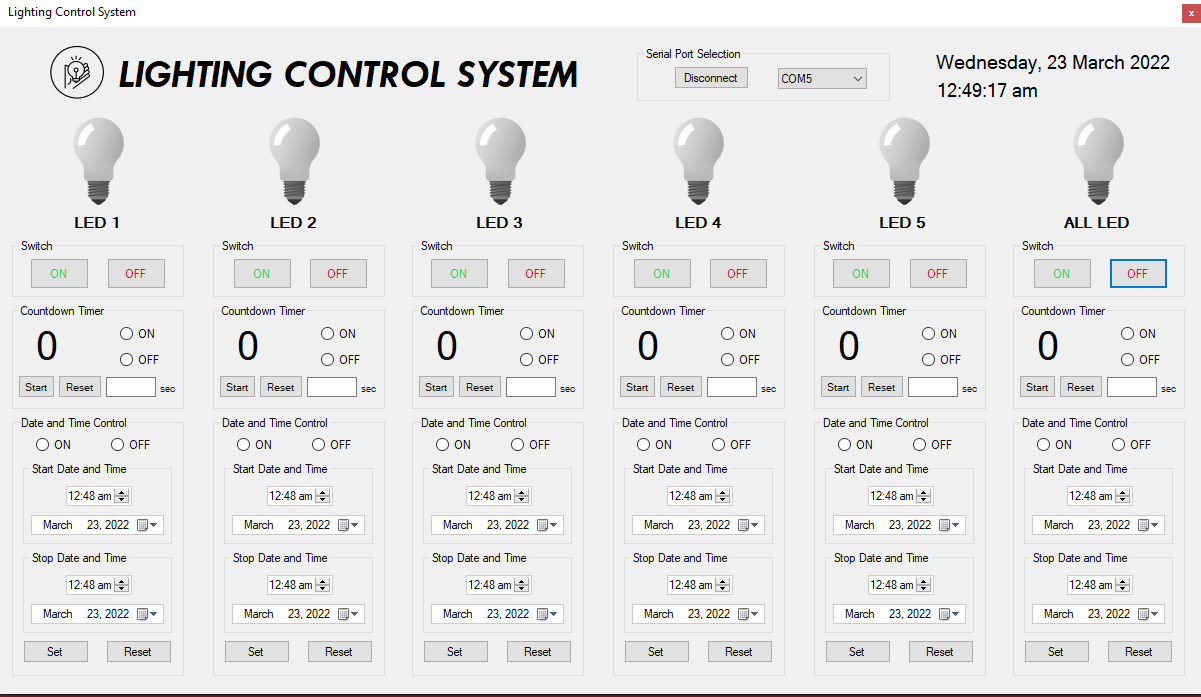 Lighting Control System
x
LIGHTING CONTROL SYSTEM
Serial Port Selection
Disconnect COM5
Wednesday, 23 March 2022
12:49:17 am
LED 1 LED 2 LED 3 LED 4 LED 5 ALL LED
Switch Switch Switch Switch Switch Switch
ON OFF ON OFF ON OFF ON OFF ON OFF ON OFF
Countdown Timer Countdown Timer Countdown Timer Countdown Timer Countdown Timer Countdown Timer
0 ON 0 ON 0 ON 0 ON 0 ON 0 ON
OFF OFF OFF OFF OFF OFF
Start Reset sec Start Reset sec Start Reset sec Start Reset sec Start Reset sec Start Reset sec
Date and Time Control Date and Time Control Date and Time Control Date and Time Control Date and Time Control Date and Time Control
ON OFF ON OFF ON OFF ON OFF ON OFF ON OFF
Start Date and Time Start Date and Time Start Date and Time Start Date and Time Start Date and Time Start Date and Time
12:48 am 12:48 am 12:48 am 12:48 am 12:48 am 12:48 am
March 23, 2022 March 23, 2022 March 23, 2022 March 23, 2022 March 23, 2022 March 23, 2022
Stop Date and Time Stop Date and Time Stop Date and Time Stop Date and Time Stop Date and Time Stop Date and Time
12:48 am 12:48 am 12:48 am 12:48 am 12:48 am 12:48 am
March 23, 2022 March 23, 2022 March 23, 2022 March 23, 2022 March 23, 2022 March 23, 2022
Set Reset Set Reset Set Reset Set Reset Set Reset Set Reset